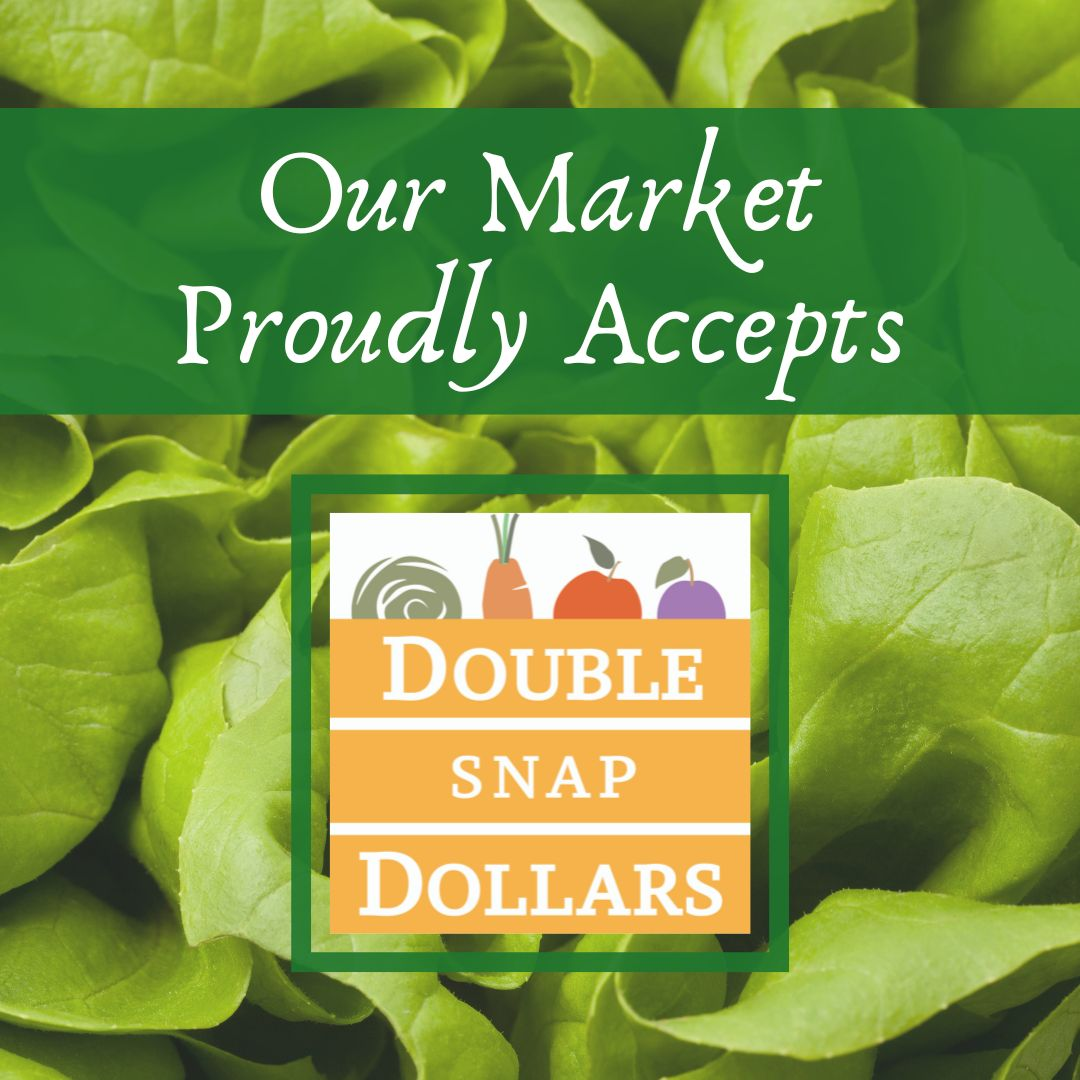 Our Market
Proudly Accepts
DOUBLE
SNAP
DOLLARS